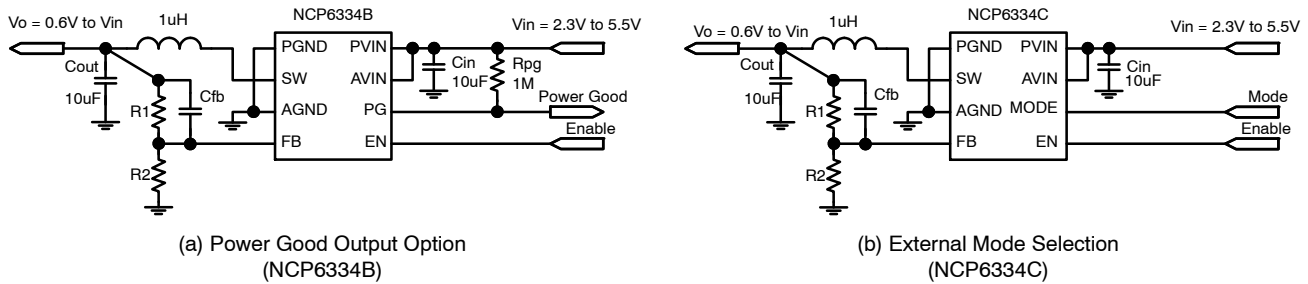 NCP6334B
Vo = 0.6V to Vin
1uH
Vin = 2.3V to 5.5V
PGND
PVIN
Cout
10uF
SW
AVIN
Cin
10uF
Rpg
1M
Cfb
R1
AGND
PG
Power Good
FB
EN
Enable
R2
(a) Power Good Output Option
(NCP6334B)
NCP6334C
Vo = 0.6V to Vin
1uH
Vin = 2.3V to 5.5V
PGND
PVIN
Cout
10uF
SW
AVIN
Cin
10uF
Cfb
R1
AGND
MODE
Mode
FB
EN
Enable
R2
(b) External Mode Selection
(NCP6334C)